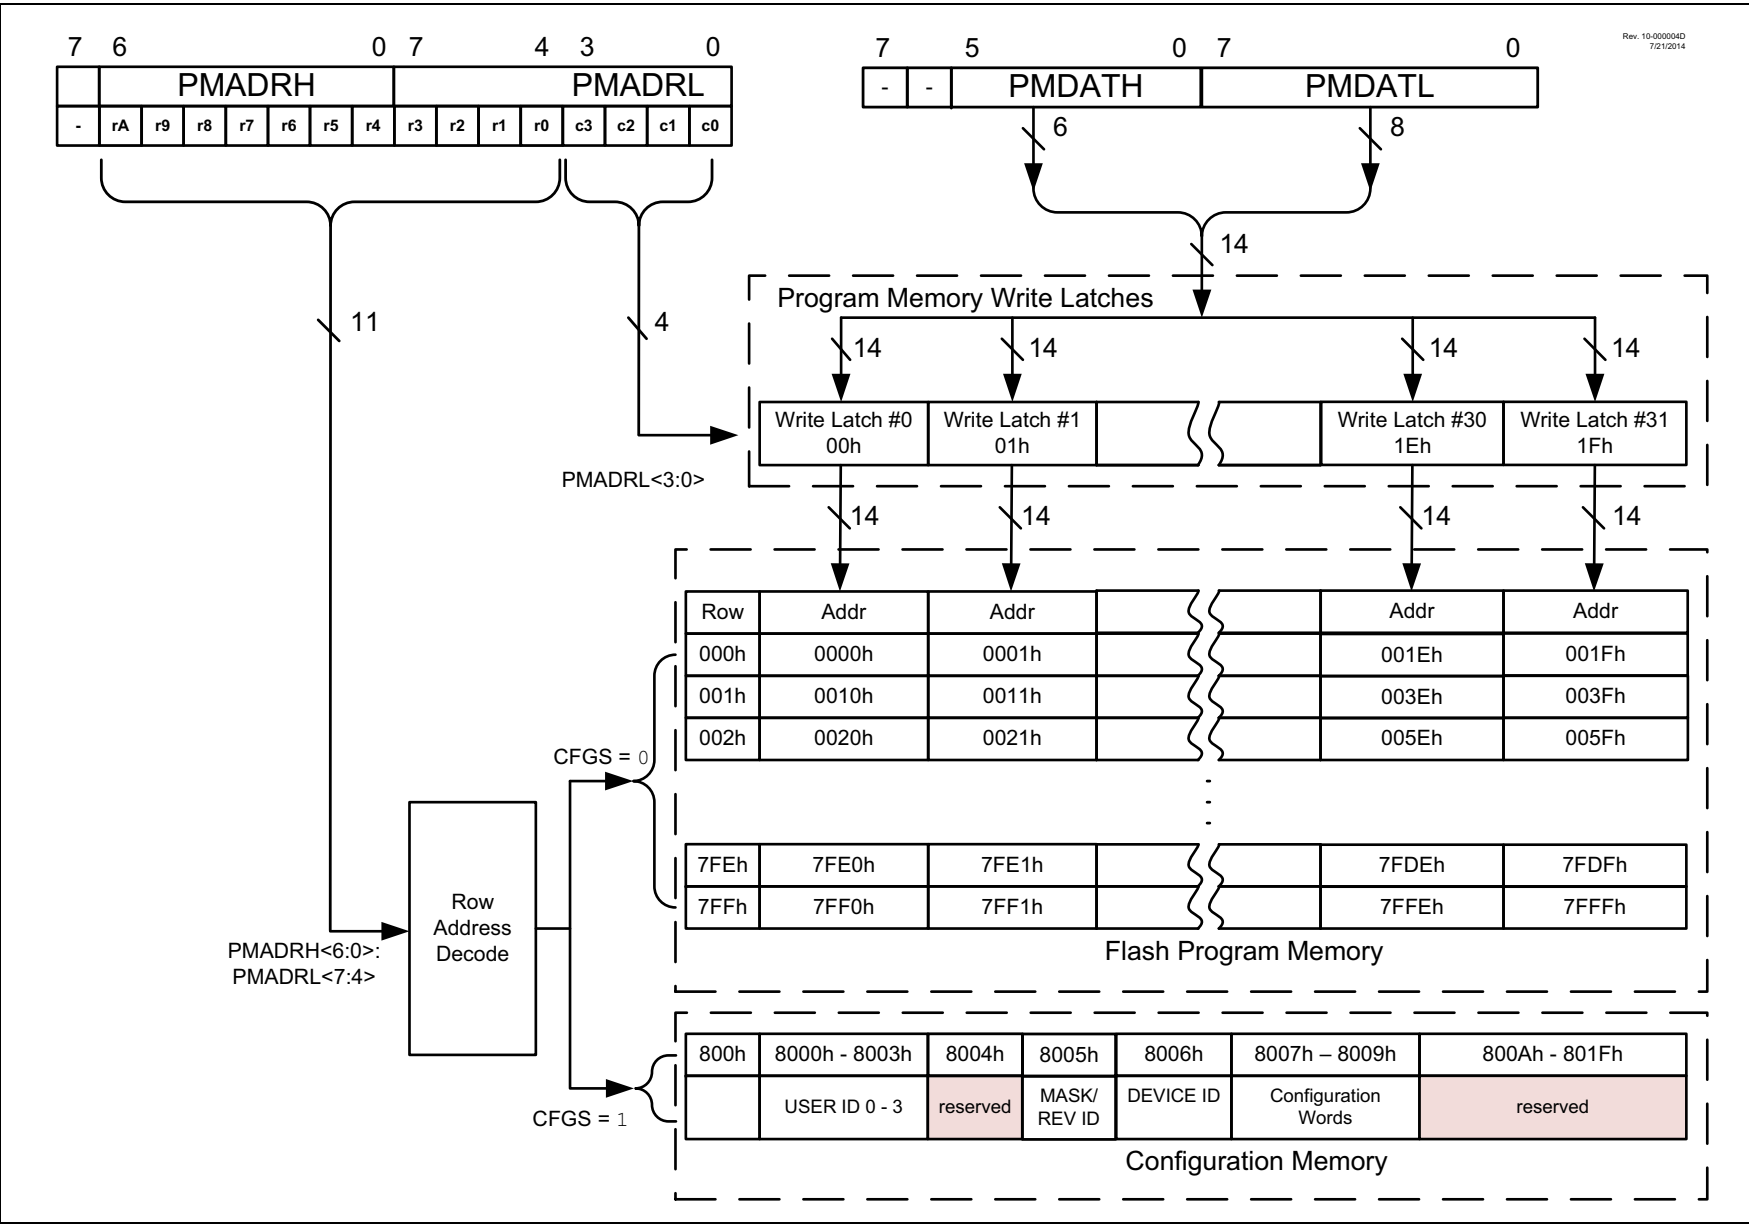 Rev. 10-000004D
7/21/2014
7 6 0 7 4 3 0
PMADRH PMADRL
- rA r9 r8 r7 r6 r5 r4 r3 r2 r1 r0 c3 c2 c1 c0
7 5 0 7 0
- - PMDATH PMDATL
6 8
14
11 4
Program Memory Write Latches
14 14 14 14
Write Latch #0 Write Latch #1 Write Latch #30 Write Latch #31
00h 01h 1Eh 1Fh
PMADRL<3:0>
14 14 14 14
Row Addr Addr Addr Addr
000h 0000h 0001h 001Eh 001Fh
001h 0010h 0011h 003Eh 003Fh
002h 0020h 0021h 005Eh 005Fh
CFGS = 0
7FEh 7FE0h 7FE1h 7FDEh 7FDFh
7FFh 7FF0h 7FF1h 7FFEh 7FFFh
Flash Program Memory
Row
Address
Decode
PMADRH<6:0>:
PMADRL<7:4>
800h 8000h - 8003h 8004h 8005h 8006h 8007h – 8009h 800Ah - 801Fh
USER ID 0 - 3 reserved MASK/ DEVICE ID Configuration reserved
REV ID Words
CFGS = 1
Configuration Memory